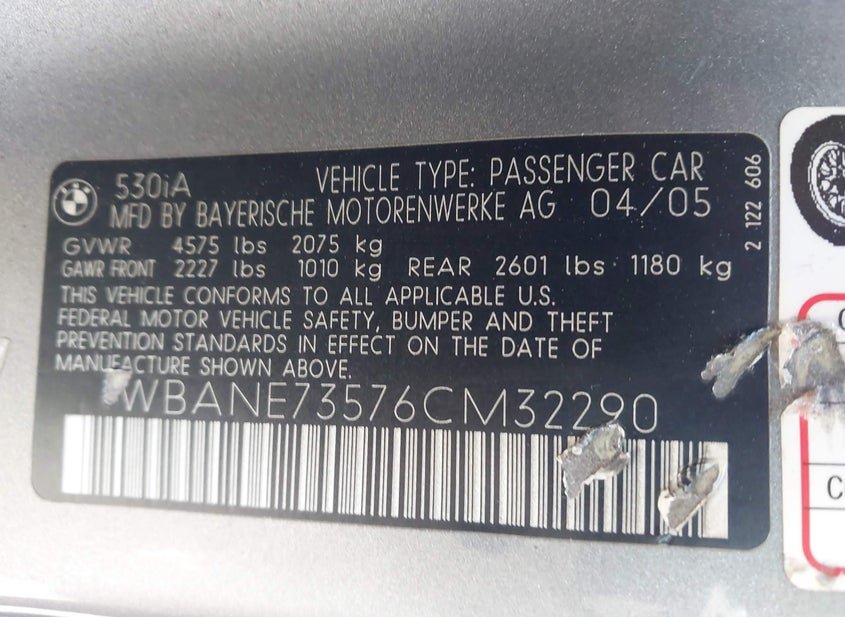 BMW
530iA VEHICLE TYPE: PASSENGER CAR
MFD BY BAYERISCHE MOTORENWERKE AG 04/05
GVWR 4575 lbs 2075 kg
GAWR FRONT 2227 lbs 1010 kg REAR 2601 lbs 1180 kg
THIS VEHICLE CONFORMS TO ALL APPLICABLE U.S.
FEDERAL MOTOR VEHICLE SAFETY, BUMPER AND THEFT
PREVENTION STANDARDS IN EFFECT ON THE DATE OF
MANUFACTURE SHOWN ABOVE.
WBANE73576CM32290
2 122 606